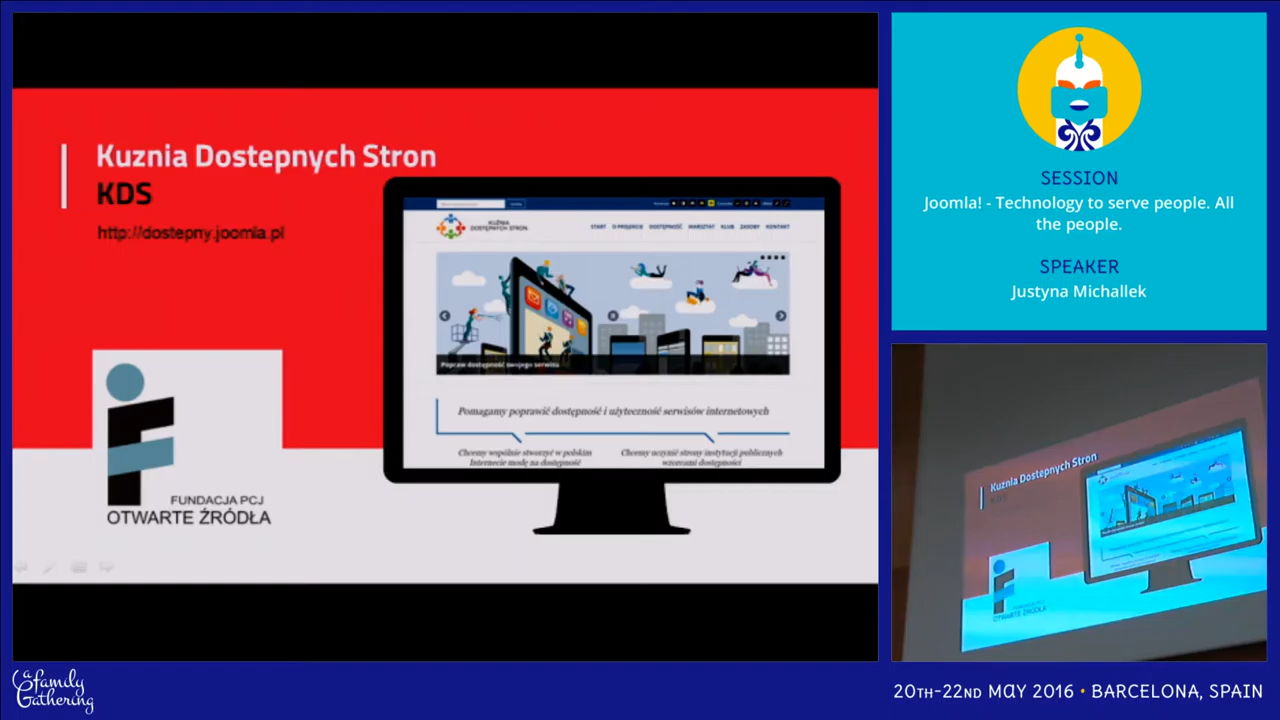 Kuznia Dostepnych Stron
KDS
http://dostepny.joomla.pl
KUŹNIA
DOSTĘPNYCH STRON
START O PROJEKCIE DOSTĘPNOŚĆ WARSZTAT KLUB ZASOBY KONTAKT
Popraw dostępność swojego serwisu
Pomagamy poprawić dostępność i użyteczność serwisów internetowych
Chcemy wspólnie stworzyć w polskim
Internecie modę na dostępność
Chcemy uczynić strony instytucji publicznych
wzorcami dostępności
FUNDACJA PCJ
OTWARTE ŹRÓDŁA
SESSION
Joomla! - Technology to serve people. All
the people.
SPEAKER
Justyna Michallek
Kuznia Dostepnych Stron
KDS
FUNDACJA PCJ
OTWARTE ŹRÓDŁA
a family
Gathering
20TH-22ND MAY 2016 • BARCELONA, SPAIN